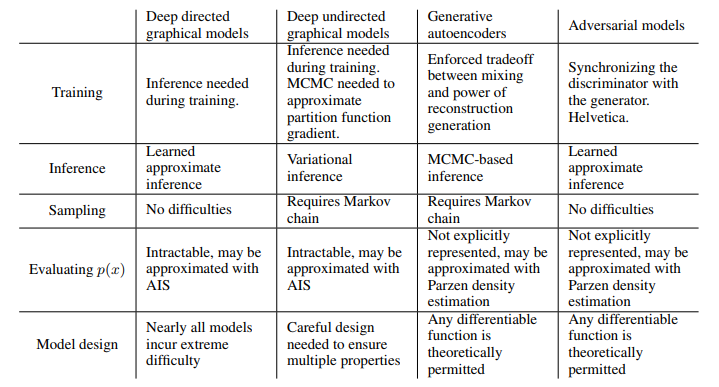 Deep directed
graphical models
Deep undirected
graphical models
Generative
autoencoders
Adversarial models
Training
Inference needed
during training.
Inference needed
during training.
MCMC needed to
approximate
partition function
gradient.
Enforced tradeoff
between mixing
and power of
reconstruction
generation
Synchronizing the
discriminator with
the generator.
Helvetica.
Inference
Learned
approximate
inference
Variational
inference
MCMC-based
inference
Learned
approximate
inference
Sampling
No difficulties
Requires Markov
chain
Requires Markov
chain
No difficulties
Evaluating p(x)
Intractable, may be
approximated with
AIS
Intractable, may be
approximated with
AIS
Not explicitly
represented, may be
approximated with
Parzen density
estimation
Not explicitly
represented, may be
approximated with
Parzen density
estimation
Model design
Nearly all models
incur extreme
difficulty
Careful design
needed to ensure
multiple properties
Any differentiable
function is
theoretically
permitted
Any differentiable
function is
theoretically
permitted